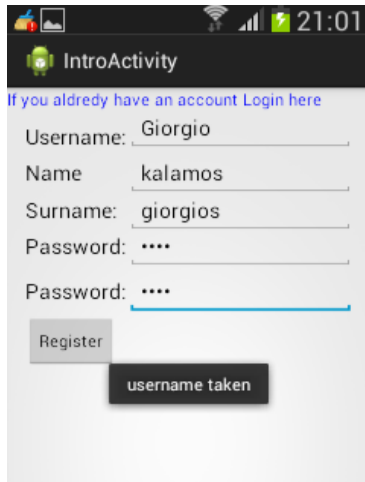 21:01
IntroActivity
If you aldredy have an account Login here
Username: Giorgio
Name kalamos
Surname: giorgios
Password: ••••
Password: ••••
Register
username taken